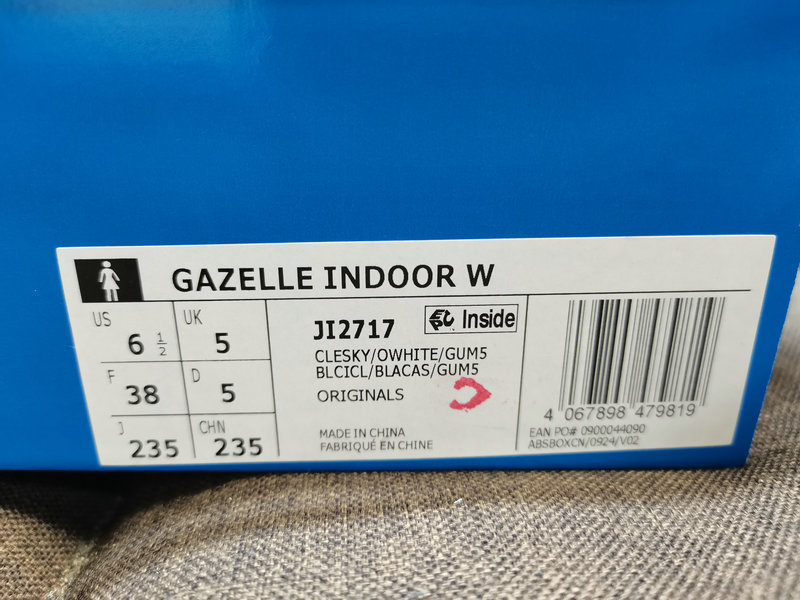 GAZELLE INDOOR W
US 6 1/2 UK 5
F 38 D 5
J 235 CHN 235
JI2717 Inside
CLESKY/OWHITE/GUM5
BLCICL/BLACAS/GUM5
ORIGINALS
MADE IN CHINA
FABRIQUÉ EN CHINE
4 067898 479819
EAN PO# 0900044090
ABSBOXCN/0924/V02